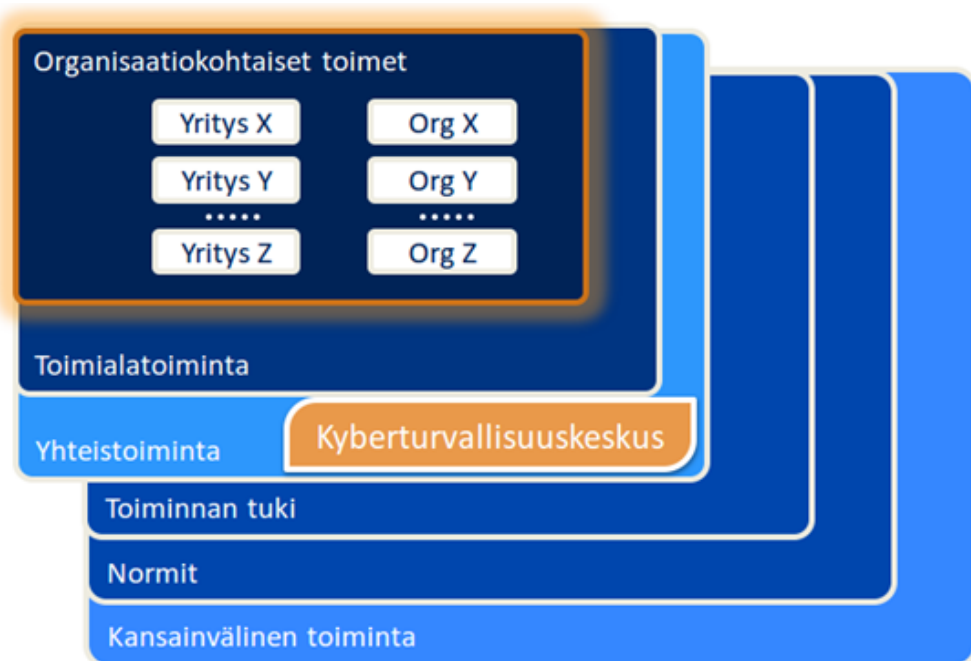 Organisaatiokohtaiset toimet
Yritys X
Org X
Yritys Y
Org Y
.....
.....
Yritys Z
Org Z
Toimialatoiminta
Yhteistoiminta
Kyberturvallisuuskeskus
Toiminnan tuki
Normit
Kansainvälinen toiminta